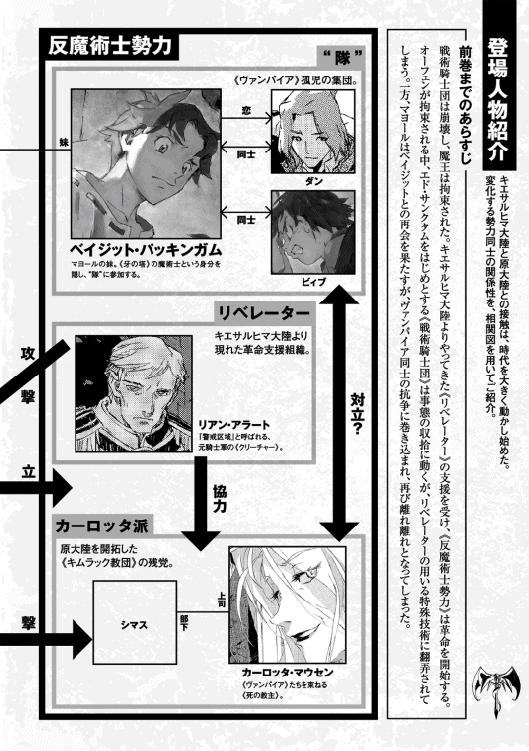 登場人物紹介
キエサルヒマ大陸と原大陸との接触は、時代を大きく動かし始めた。
変化する勢力同士の関係性を、相関図を用いてご紹介。
前巻までのあらすじ
戦術騎士団は崩壊し、魔王は拘束された。キエサルヒマ大陸よりやってきた《リベレーター》の支援を受け、《反魔術士勢力》は革命を開始する。
オーフェンが拘束される中、エド・サンクタムをはじめとする《戦術騎士団》は事態の収拾に動くが、リベレーターの用いる特殊技術に翻弄されて
しまう。一方、マヨールはベイジットとの再会を果たすが、ヴァンパイア同士の抗争に巻き込まれ、再び離れ離れとなってしまった。
反魔術士勢力
“隊”
《ヴァンパイア》孤児の集団。
妹
恋
同士
ダン
同士
ビィブ
ベイジット・パッキンガム
マヨールの妹。《牙の塔》の魔術士という身分を
隠し、“隊”に参加する。
リベレーター
キエサルヒマ大陸より
現れた革命支援組織。
リアン・アラート
「警戒区域」と呼ばれる、
元騎士軍の《クリーチャー》。
対立？
攻撃
立
協力
カーロッタ派
原大陸を開拓した
《キムラック教団》の残党。
シマス
上司
部下
撃
カーロッタ・マウセン
《ヴァンパイア》たちを束ねる
《死の教主》。